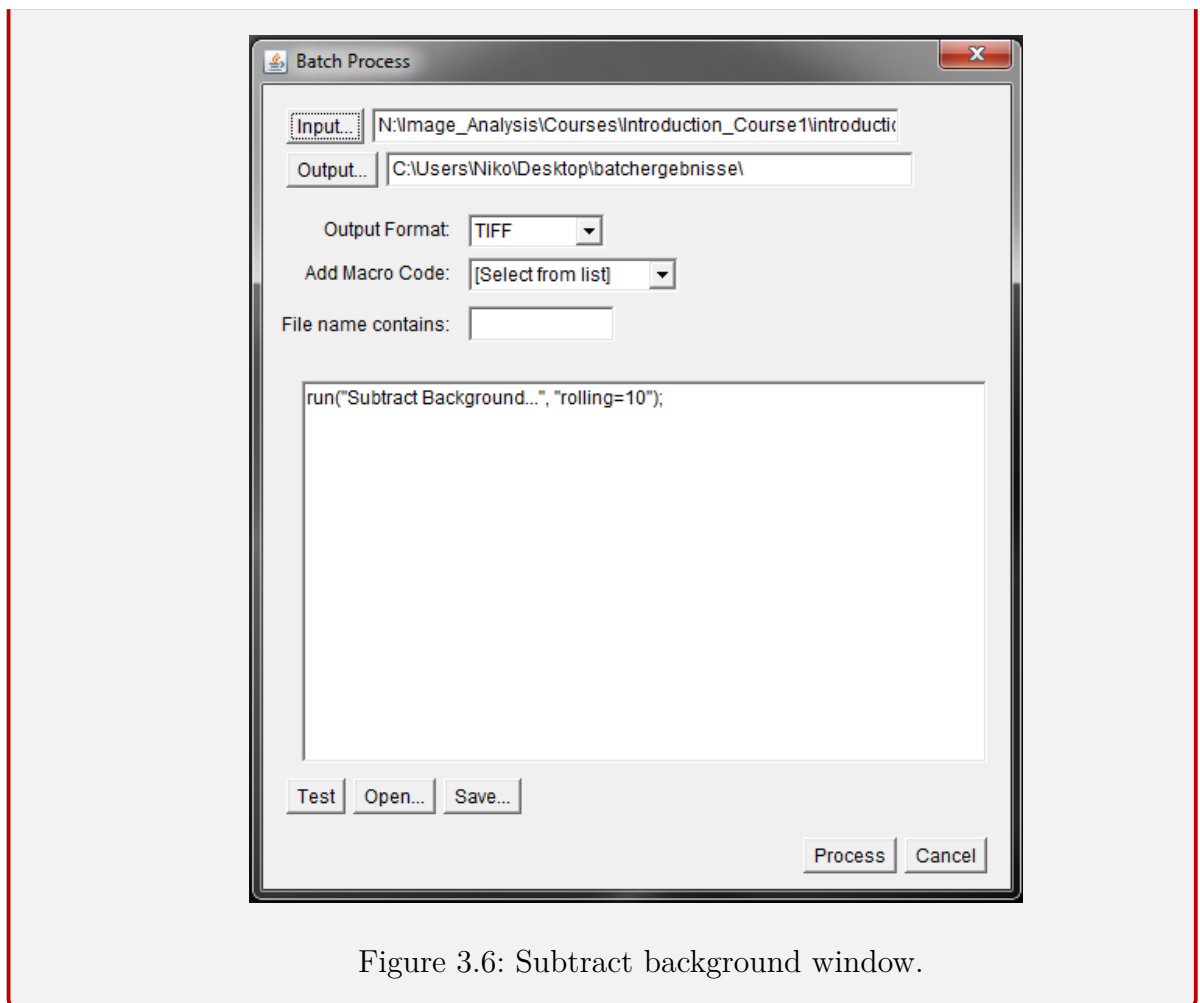 Batch Process
Input... N:\Image_Analysis\Courses\Introduction_Course1\introductic
Output... C:\Users\Niko\Desktop\batchergebnisse\
Output Format: TIFF
Add Macro Code: [Select from list]
File name contains:
run("Subtract Background...", "rolling=10");
Test Open... Save...
Process Cancel
Figure 3.6: Subtract background window.